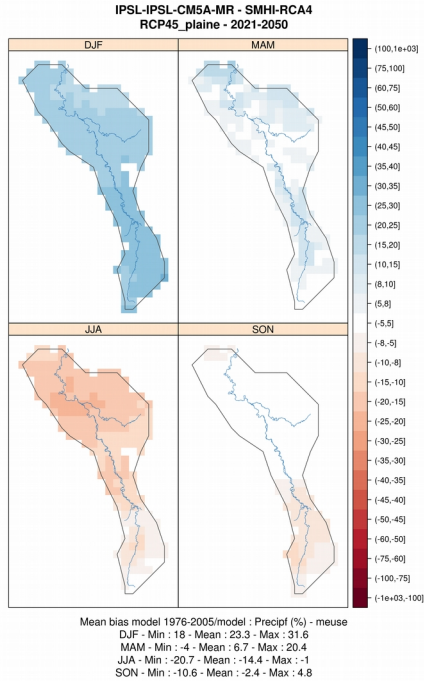 IPSL-IPSL-CM5A-MR - SMHI-RCA4
RCP45_plaine - 2021-2050
DJF
MAM
JJA
SON
(100,1e+03]
(75,100]
(60,75]
(50,60]
(45,50]
(40,45]
(35,40]
(30,35]
(25,30]
(20,25]
(15,20]
(10,15]
(8,10]
(5,8]
(-5,5]
(-8,-5]
(-10,-8]
(-15,-10]
(-20,-15]
(-25,-20]
(-30,-25]
(-35,-30]
(-40,-35]
(-45,-40]
(-50,-45]
(-60,-50]
(-75,-60]
(-100,-75]
(-1e+03,-100]
Mean bias model 1976-2005/model : Precipf (%) - meuse
DJF - Min : 18 - Mean : 23.3 - Max : 31.6
MAM - Min : -4 - Mean : 6.7 - Max : 20.4
JJA - Min : -20.7 - Mean : -14.4 - Max : -1
SON - Min : -10.6 - Mean : -2.4 - Max : 4.8